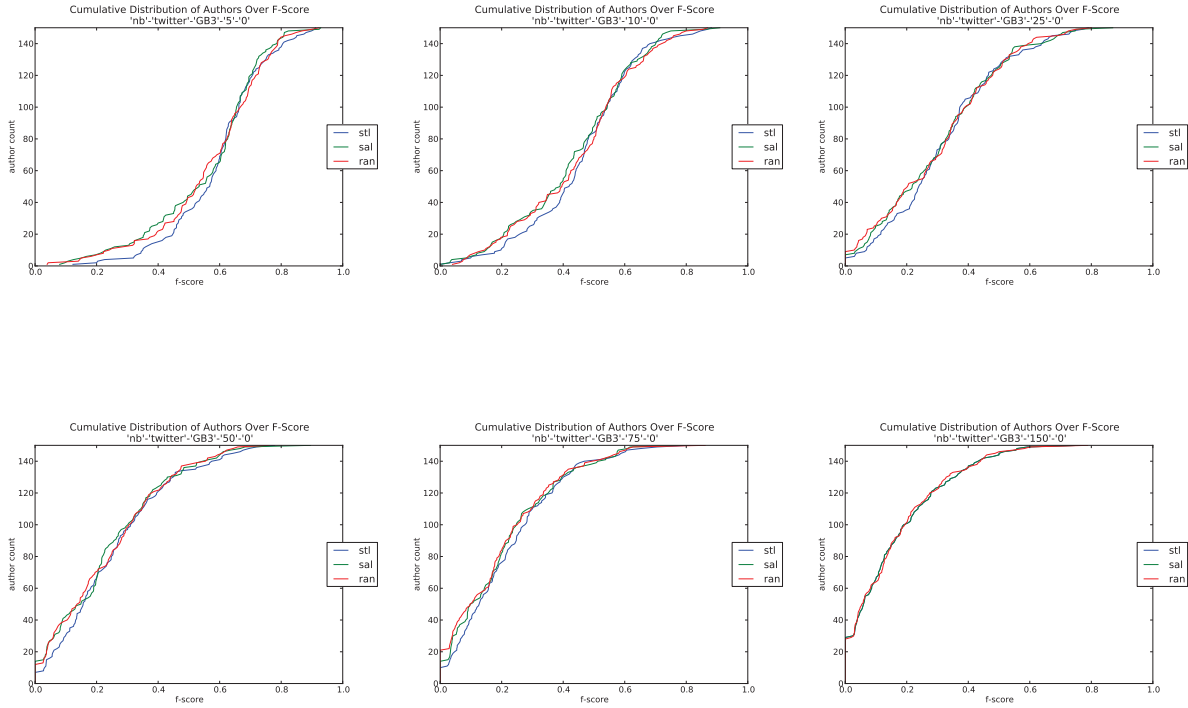 Cumulative Distribution of Authors Over F-Score
'nb'-'twitter'-'GB3'-'5'-'0'
140
120
100
80
60
40
20
0
author count
0.0 0.2 0.4 0.6 0.8 1.0
f-score
stl
sal
ran
Cumulative Distribution of Authors Over F-Score
'nb'-'twitter'-'GB3'-'10'-'0'
140
120
100
80
60
40
20
0
author count
0.0 0.2 0.4 0.6 0.8 1.0
f-score
stl
sal
ran
Cumulative Distribution of Authors Over F-Score
'nb'-'twitter'-'GB3'-'25'-'0'
140
120
100
80
60
40
20
0
author count
0.0 0.2 0.4 0.6 0.8 1.0
f-score
stl
sal
ran
Cumulative Distribution of Authors Over F-Score
'nb'-'twitter'-'GB3'-'50'-'0'
140
120
100
80
60
40
20
0
author count
0.0 0.2 0.4 0.6 0.8 1.0
f-score
stl
sal
ran
Cumulative Distribution of Authors Over F-Score
'nb'-'twitter'-'GB3'-'75'-'0'
140
120
100
80
60
40
20
0
author count
0.0 0.2 0.4 0.6 0.8 1.0
f-score
stl
sal
ran
Cumulative Distribution of Authors Over F-Score
'nb'-'twitter'-'GB3'-'150'-'0'
140
120
100
80
60
40
20
0
author count
0.0 0.2 0.4 0.6 0.8 1.0
f-score
stl
sal
ran